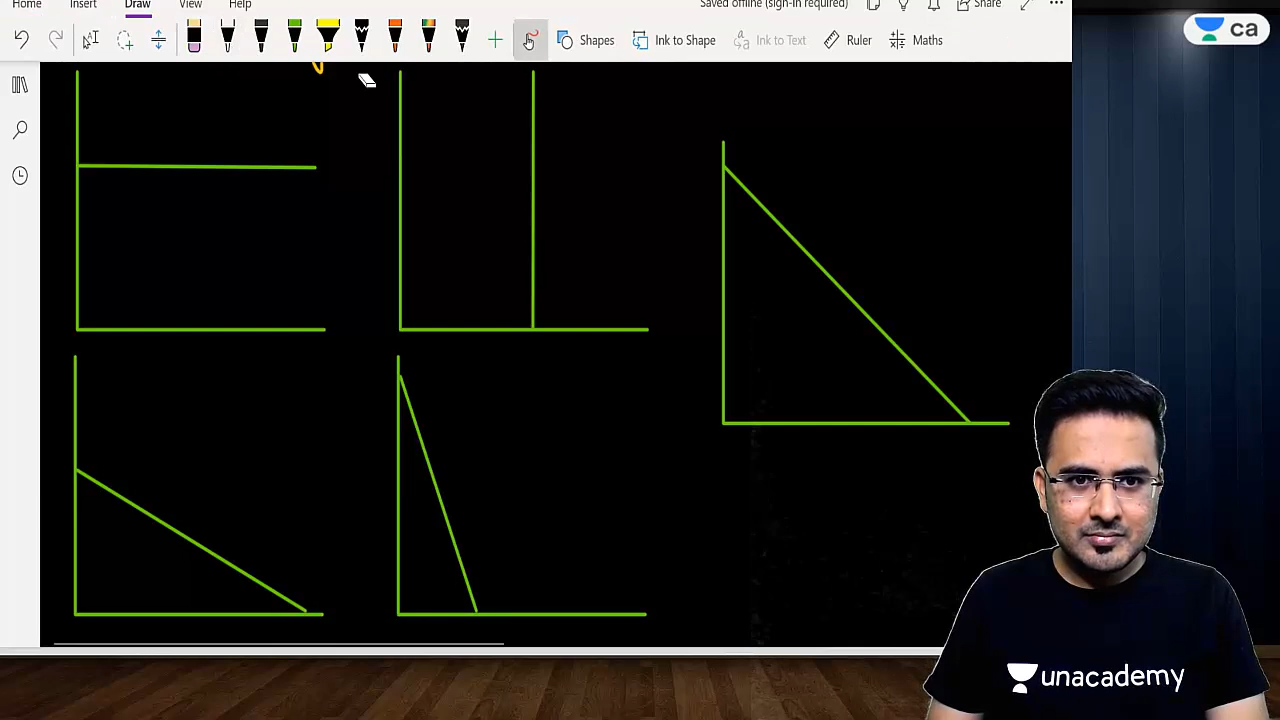 Home Insert Draw View Help Saved offline (sign-in required) Share
Shapes Ink to Shape Ink to Text Ruler Maths
ca
unacademy